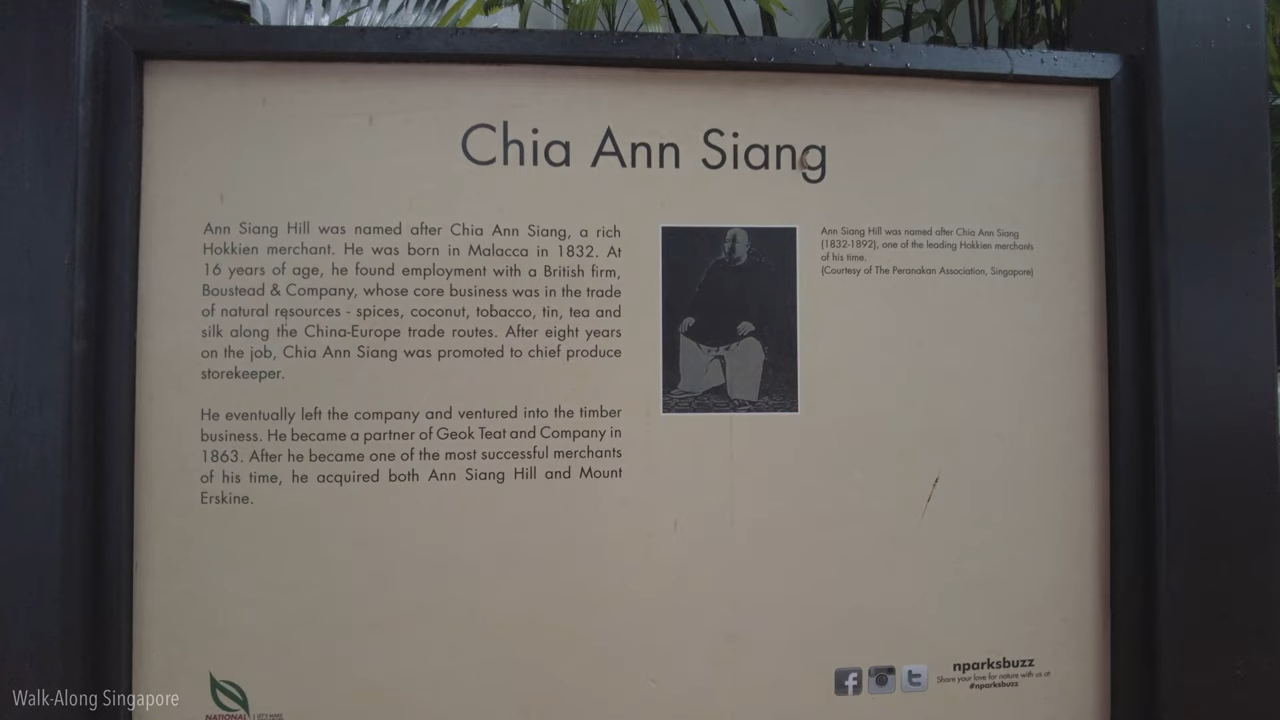 Chia Ann Siang
Ann Siang Hill was named after Chia Ann Siang, a rich
Hokkien merchant. He was born in Malacca in 1832. At
16 years of age, he found employment with a British firm,
Boustead & Company, whose core business was in the trade
of natural resources - spices, coconut, tobacco, tin, tea and
silk along the China-Europe trade routes. After eight years
on the job, Chia Ann Siang was promoted to chief produce
storekeeper.
He eventually left the company and ventured into the timber
business. He became a partner of Geok Teat and Company in
1863. After he became one of the most successful merchants
of his time, he acquired both Ann Siang Hill and Mount
Erskine.
Ann Siang Hill was named after Chia Ann Siang
(1832-1892), one of the leading Hokkien merchants
of his time.
(Courtesy of The Peranakan Association, Singapore)
nparksbuzz
Share your love for nature with us at
#nparksbuzz
NATIONAL
Walk-Along Singapore